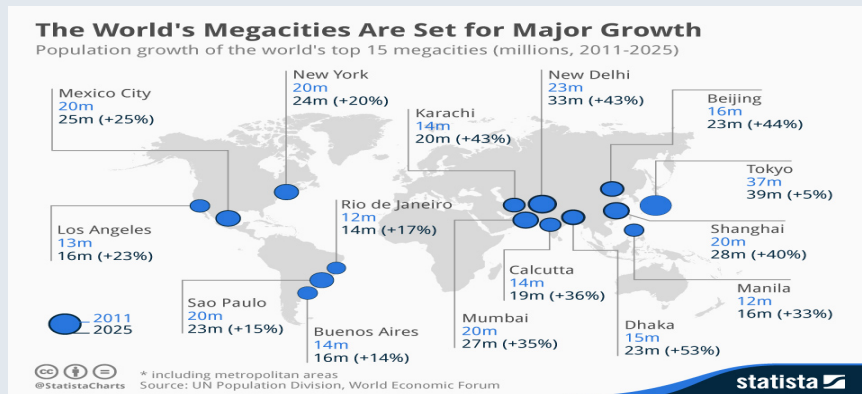 The World's Megacities Are Set for Major Growth
Population growth of the world's top 15 megacities (millions, 2011-2025)
Mexico City
20m
25m (+25%)
New York
20m
24m (+20%)
Karachi
14m
20m (+43%)
New Delhi
23m
33m (+43%)
Beijing
16m
23m (+44%)
Tokyo
37m
39m (+5%)
Los Angeles
13m
16m (+23%)
Rio de Janeiro
12m
14m (+17%)
Shanghai
20m
28m (+40%)
Sao Paulo
20m
23m (+15%)
Buenos Aires
14m
16m (+14%)
Calcutta
14m
19m (+36%)
Mumbai
20m
27m (+35%)
Dhaka
15m
23m (+53%)
Manila
12m
16m (+33%)
2011
2025
cc
@StatistaCharts
* including metropolitan areas
Source: UN Population Division, World Economic Forum
statista